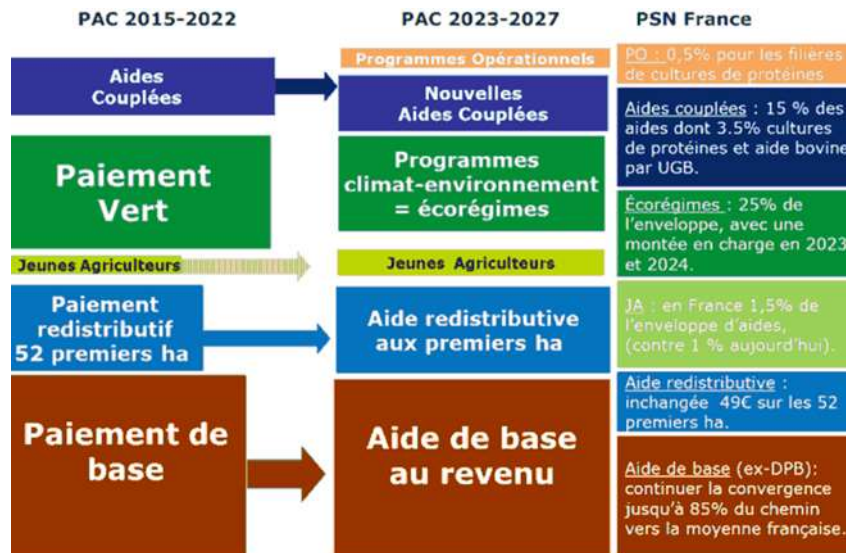 PAC 2015-2022
PAC 2023-2027
PSN France
Aides
Couplées
Paiement
Vert
Jeunes Agriculteurs
Paiement
redistributif
52 premiers ha
Paiement de
base
Programmes Opérationnels
Nouvelles
Aides Couplées
Programmes
climat-environnement
= écorégimes
Jeunes Agriculteurs
Aide redistributive
aux premiers ha
Aide de base
au revenu
PO : 0,5% pour les filières
de cultures de protéines
Aides couplées : 15 % des
aides dont 3.5% cultures
de protéines et aide bovine
par UGB.
Écorégimes : 25% de
l'enveloppe, avec une
montée en charge en 2023
et 2024.
JA : en France 1,5% de
l'enveloppe d'aides,
(contre 1 % aujourd'hui).
Aide redistributive :
inchangée 49€ sur les 52
premiers ha.
Aide de base (ex-DPB):
continuer la convergence
jusqu'à 85% du chemin
vers la moyenne française.